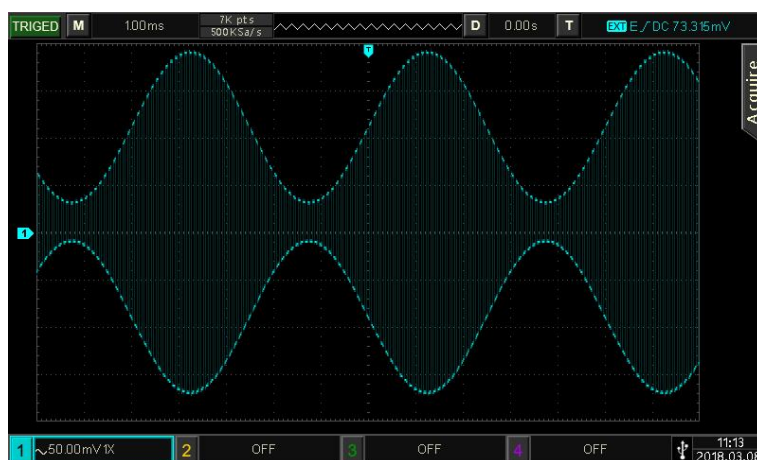 TRIGED M 1.00ms 7K pts D 0.00s T EXT E DC 73.315mV
500KSa/s
T
Acquire
1
1 50.00mV 1X 2 OFF 3 OFF 4 OFF 11:13
2018.03.08